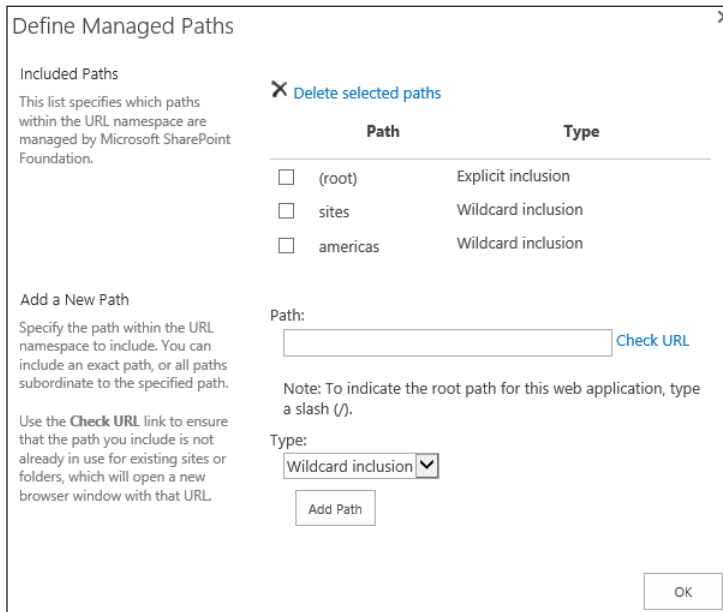 Define Managed Paths
Included Paths
This list specifies which paths
within the URL namespace are
managed by Microsoft SharePoint
Foundation.
Delete selected paths
Path Type
(root) Explicit inclusion
sites Wildcard inclusion
americas Wildcard inclusion
Add a New Path
Specify the path within the URL
namespace to include. You can
include an exact path, or all paths
subordinate to the specified path.
Use the Check URL link to ensure
that the path you include is not
already in use for existing sites or
folders, which will open a new
browser window with that URL.
Path:
Check URL
Note: To indicate the root path for this web application, type
a slash (/).
Type:
Wildcard inclusion
Add Path
OK